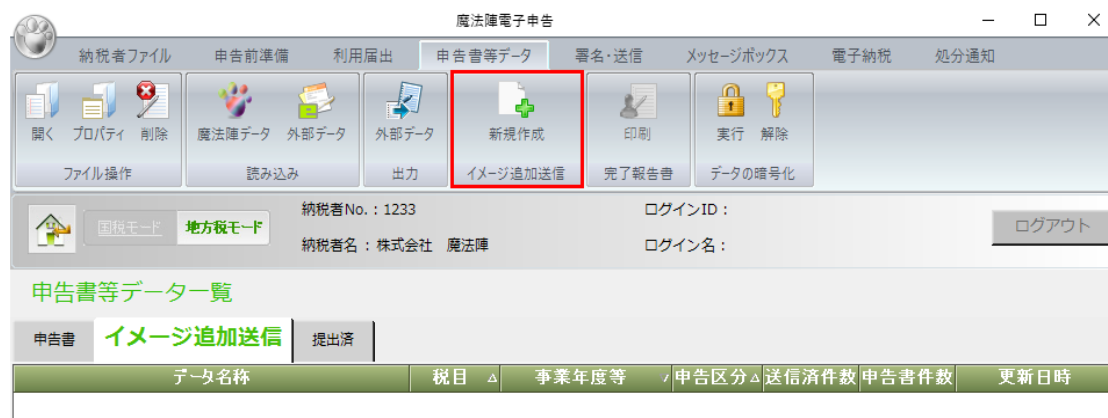 魔法陣電子申告
納税者ファイル 申告前準備 利用届出 申告書等データ 署名・送信 メッセージボックス 電子納税 処分通知
開く プロパティ 削除 魔法陣データ 外部データ 外部データ 新規作成 印刷 実行 解除
ファイル操作 読み込み 出力 イメージ追加送信 完了報告書 データの暗号化
納税者No.：1233 ログインID：
国税モード 地方税モード ログアウト
納税者名：株式会社 魔法陣 ログイン名：
申告書等データ一覧
申告書 イメージ追加送信 提出済
データ名称 税目 事業年度等 申告区分 送信済件数 申告書件数 更新日時